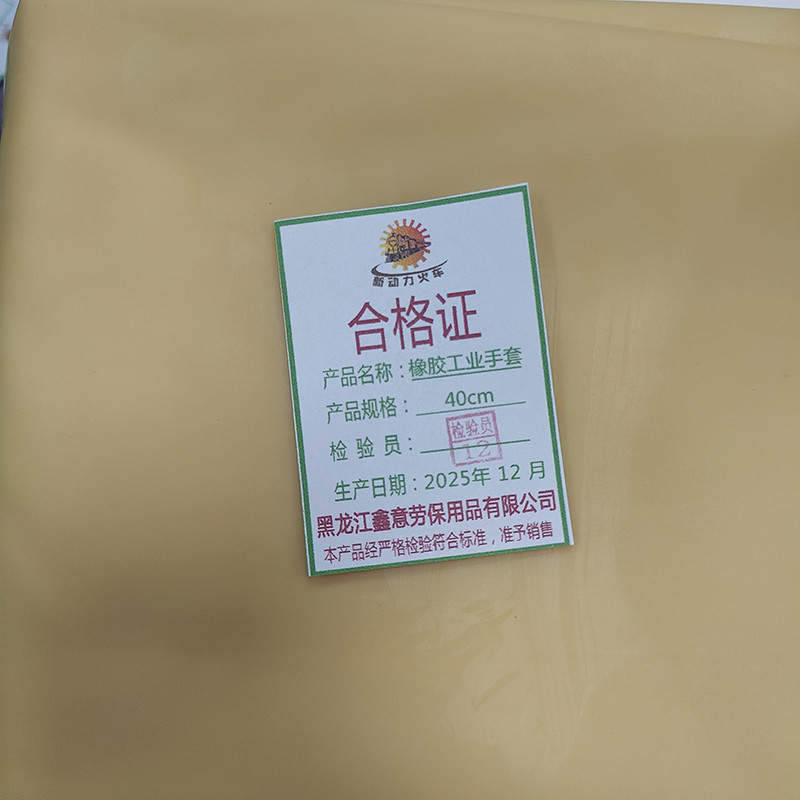 新动力火车
合格证
产品名称：橡胶工业手套
产品规格：40cm
检验员：
检验员
12
生产日期：2025年 12 月
黑龙江鑫意劳保用品有限公司
本产品经严格检验符合标准，准予销售